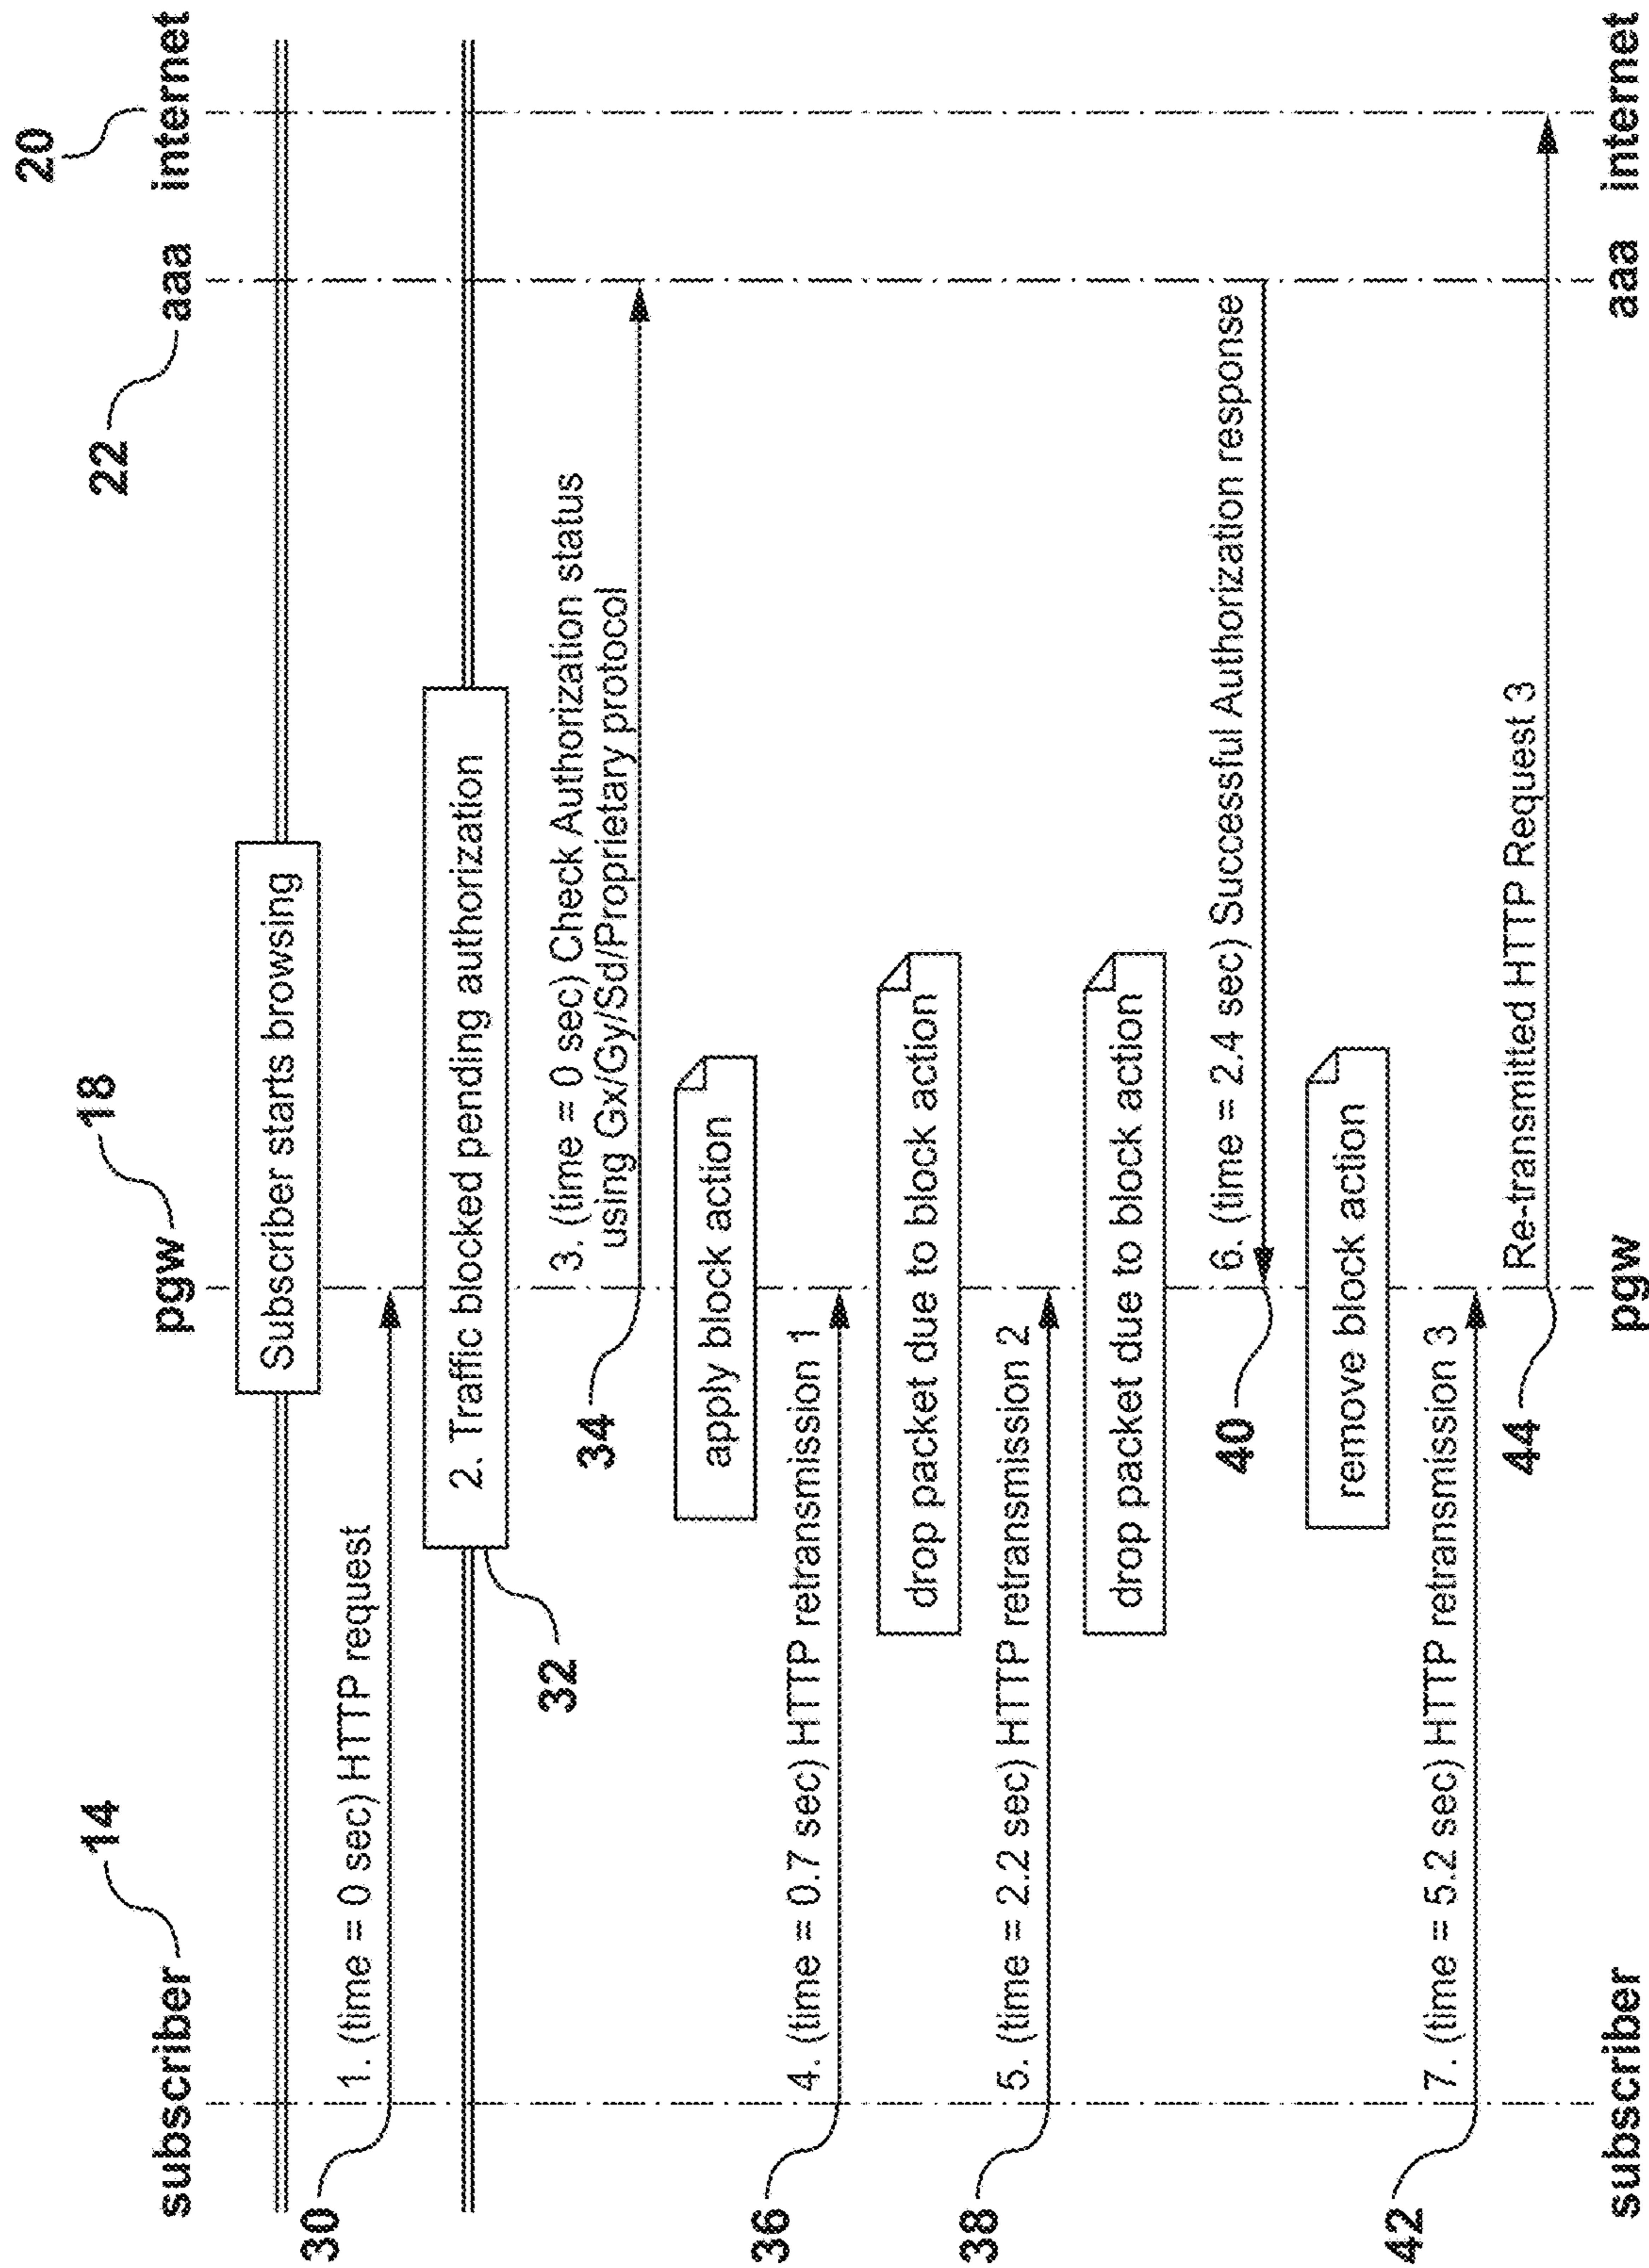 20
22
18
14
subscriber
pgw
aaa
internet
Subscriber starts browsing
30
1. (time = 0 sec) HTTP request
2. Traffic blocked pending authorization
32
3. (time = 0 sec) Check Authorization status
using Gx/Gy/Sd/Proprietary protocol
34
apply block action
36
4. (time = 0.7 sec) HTTP retransmission 1
drop packet due to block action
38
5. (time = 2.2 sec) HTTP retransmission 2
drop packet due to block action
6. (time = 2.4 sec) Successful Authorization response
40
remove block action
42
7. (time = 5.2 sec) HTTP retransmission 3
Re-transmitted HTTP Request 3
44
subscriber
pgw
aaa
internet